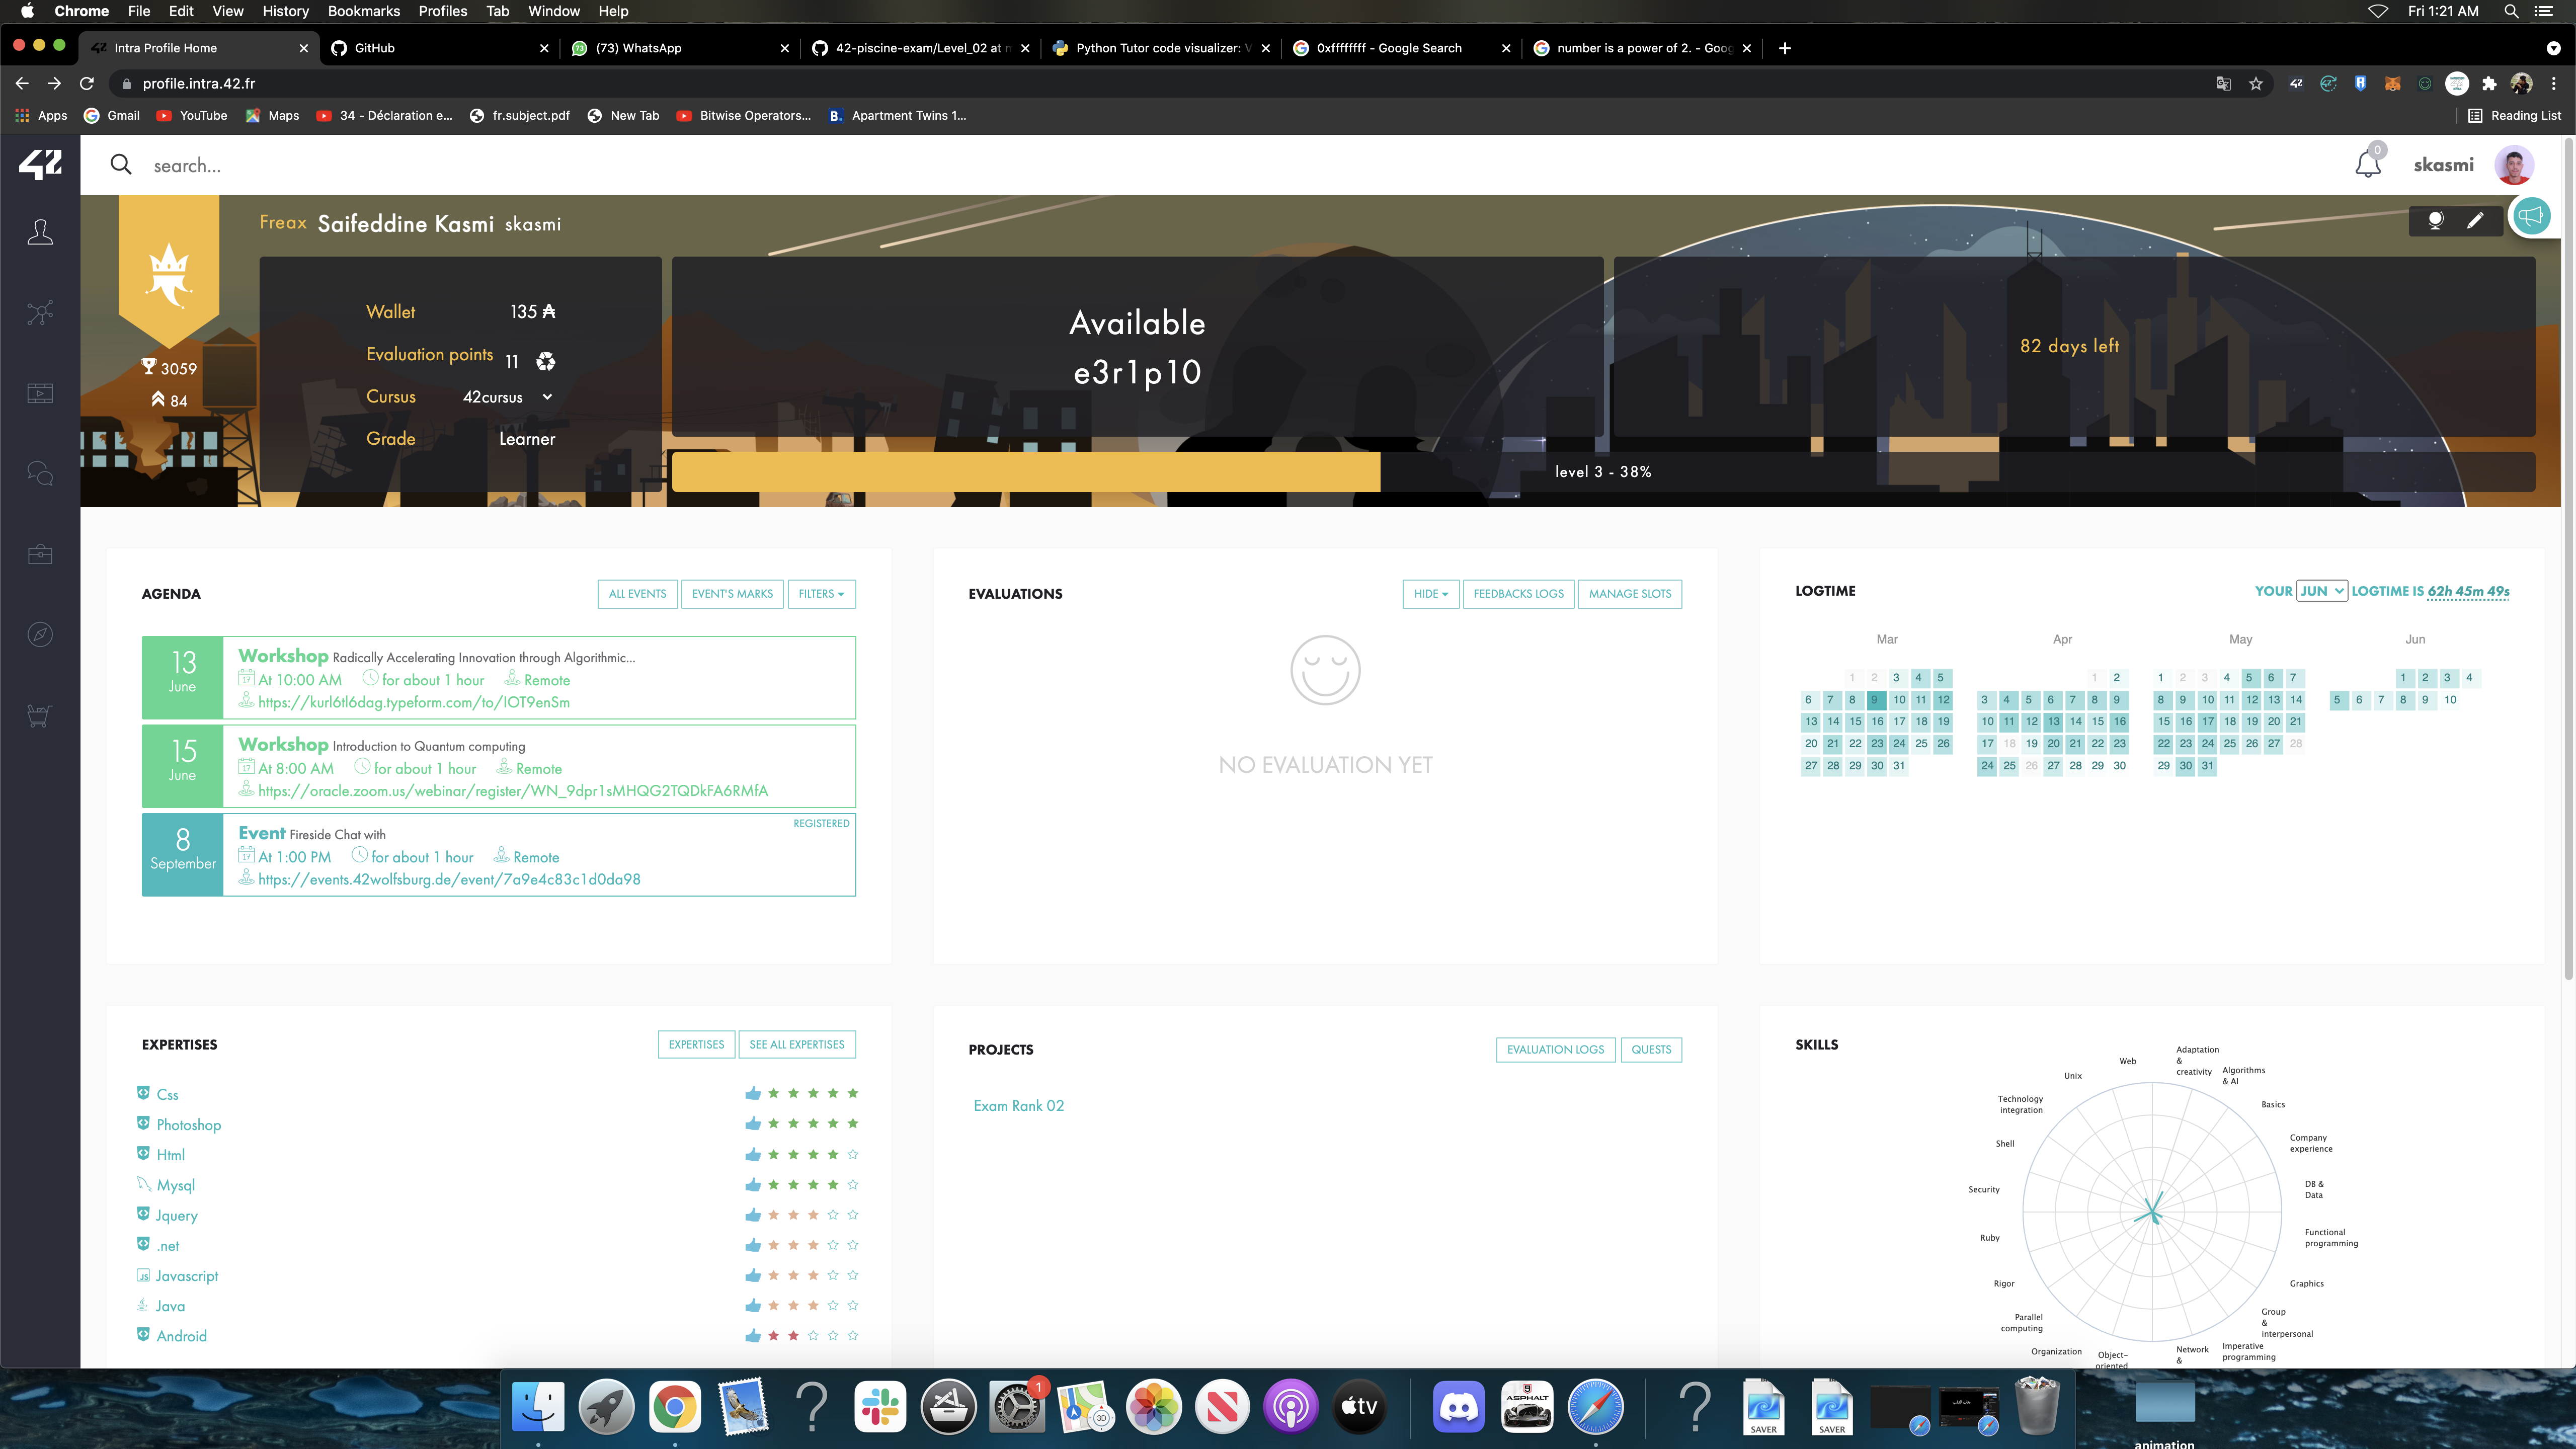 Chrome File Edit View History Bookmarks Profiles Tab Window Help Fri 1:21 AM
Intra Profile Home GitHub (73) WhatsApp 42-piscine-exam/Level_02 at Python Tutor code visualizer: 0xffffffff - Google Search number is a power of 2. - Goog
profile.intra.42.fr
Apps Gmail YouTube Maps 34 - Déclaration e... fr.subject.pdf New Tab Bitwise Operators... Apartment Twins 1... Reading List
42 search... 0 skasmi
Freax Saifeddine Kasmi skasmi
Wallet 135 ₳
Evaluation points 11
Cursus 42cursus
Grade Learner
3059
84
Available
e3r1p10
82 days left
level 3 - 38%
AGENDA ALL EVENTS EVENT'S MARKS FILTERS
13 June
Workshop Radically Accelerating Innovation through Algorithmic...
At 10:00 AM for about 1 hour Remote
https://kurl6tl6dag.typeform.com/to/IOT9enSm
15 June
Workshop Introduction to Quantum computing
At 8:00 AM for about 1 hour Remote
https://oracle.zoom.us/webinar/register/WN_9dpr1sMHQG2TQDkFA6RMfA
8 September
REGISTERED
Event Fireside Chat with
At 1:00 PM for about 1 hour Remote
https://events.42wolfsburg.de/event/7a9e4c83c1d0da98
EVALUATIONS HIDE FEEDBACKS LOGS MANAGE SLOTS
NO EVALUATION YET
LOGTIME YOUR JUN LOGTIME IS 62h 45m 49s
Mar
1 2 3 4 5
6 7 8 9 10 11 12
13 14 15 16 17 18 19
20 21 22 23 24 25 26
27 28 29 30 31
Apr
1 2
3 4 5 6 7 8 9
10 11 12 13 14 15 16
17 18 19 20 21 22 23
24 25 26 27 28 29 30
May
1 2 3 4 5 6 7
8 9 10 11 12 13 14
15 16 17 18 19 20 21
22 23 24 25 26 27 28
29 30 31
Jun
1 2 3 4
5 6 7 8 9 10
EXPERTISES EXPERTISES SEE ALL EXPERTISES
Css
Photoshop
Html
Mysql
Jquery
.net
Javascript
Java
Android
PROJECTS EVALUATION LOGS QUESTS
Exam Rank 02
SKILLS
Web
Adaptation & creativity
Algorithms & AI
Basics
Company experience
DB & Data
Functional programming
Graphics
Group & interpersonal
Imperative programming
Network &
Object-oriented
Organization
Parallel computing
Rigor
Ruby
Security
Shell
Technology integration
Unix
1
3D
tv
ASPHALT
SAVER
SAVER
animation